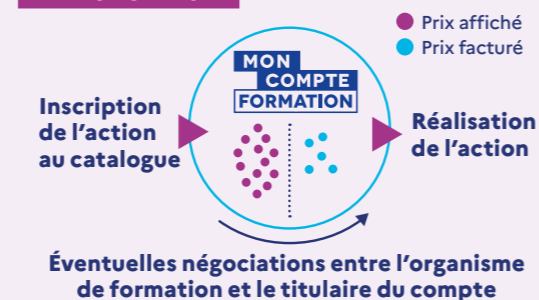 Prix affiché
Prix facturé
MON
COMPTE
FORMATION
Inscription
de l'action
au catalogue
Réalisation
de l'action
Éventuelles négociations entre l'organisme
de formation et le titulaire du compte